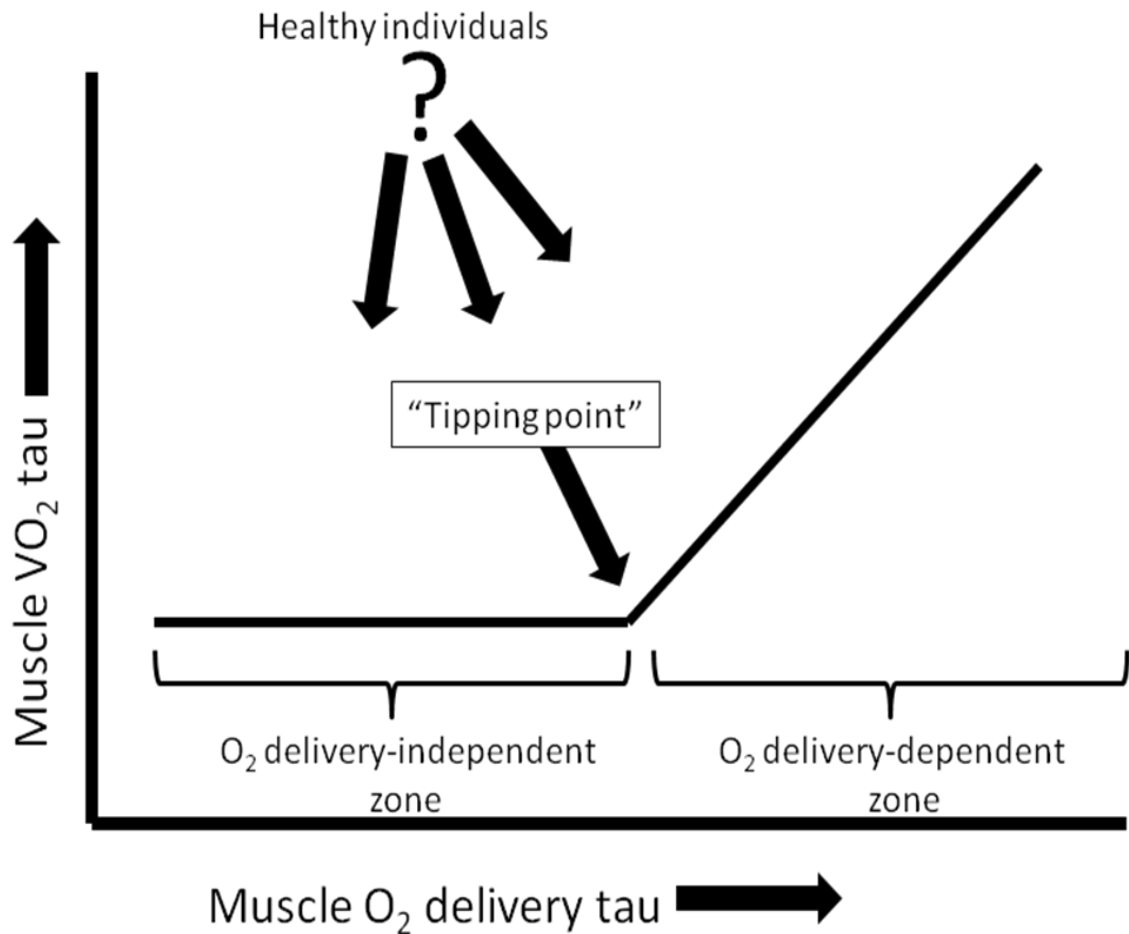 Healthy individuals
?
“Tipping point”
Muscle VO₂ tau
O₂ delivery-independent
zone
O₂ delivery-dependent
zone
Muscle O₂ delivery tau